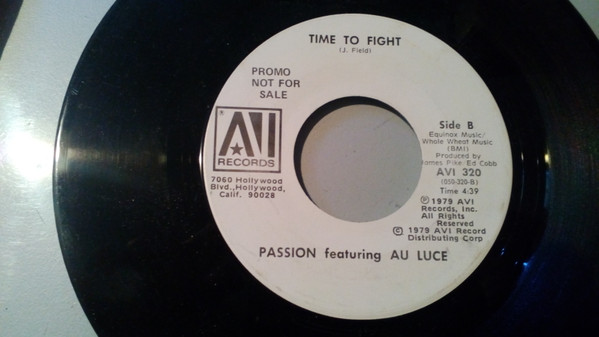 TIME TO FIGHT
(J. Field)
PROMO
NOT FOR
SALE
AVI
RECORDS
7060 Hollywood
Blvd., Hollywood,
Calif. 90028
Side B
Equinox Music/
Whole Wheat Music
(BMI)
Produced by
James Pike/Ed Cobb
AVI 320
(050-320-B)
Time 4:39
℗ 1979 AVI
Records, Inc.
All Rights
Reserved
© 1979 AVI Record
Distributing Corp
PASSION featuring AU LUCE